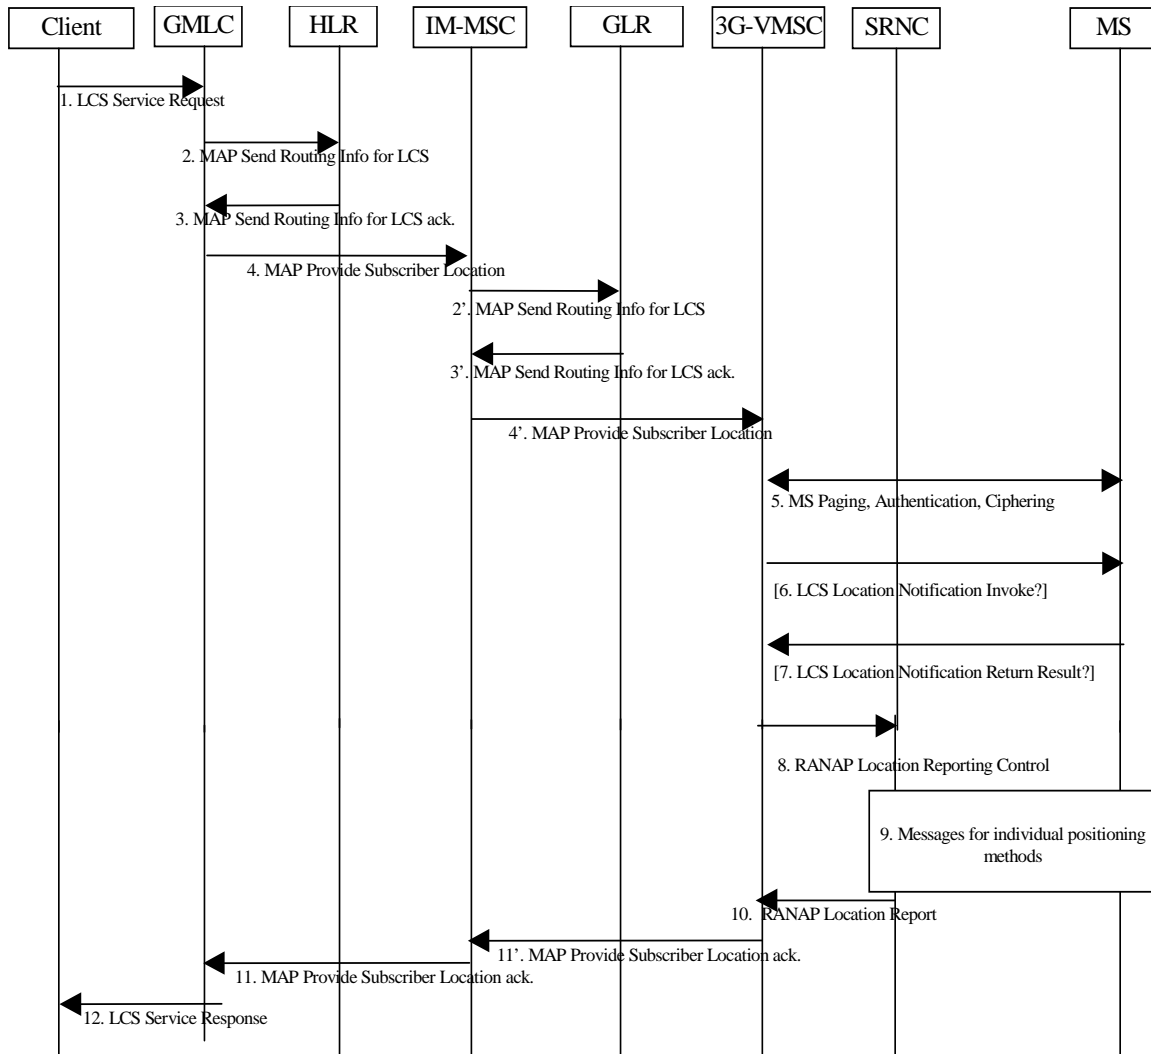 Client
GMLC
HLR
IM-MSC
GLR
3G-VMSC
SRNC
MS
1. LCS Service Request
2. MAP Send Routing Info for LCS
3. MAP Send Routing Info for LCS ack.
4. MAP Provide Subscriber Location
2’. MAP Send Routing Info for LCS
3’. MAP Send Routing Info for LCS ack.
4’. MAP Provide Subscriber Location
5. MS Paging, Authentication, Ciphering
[6. LCS Location Notification Invoke?]
[7. LCS Location Notification Return Result?]
8. RANAP Location Reporting Control
9. Messages for individual positioning
methods
10. RANAP Location Report
11’. MAP Provide Subscriber Location ack.
11. MAP Provide Subscriber Location ack.
12. LCS Service Response